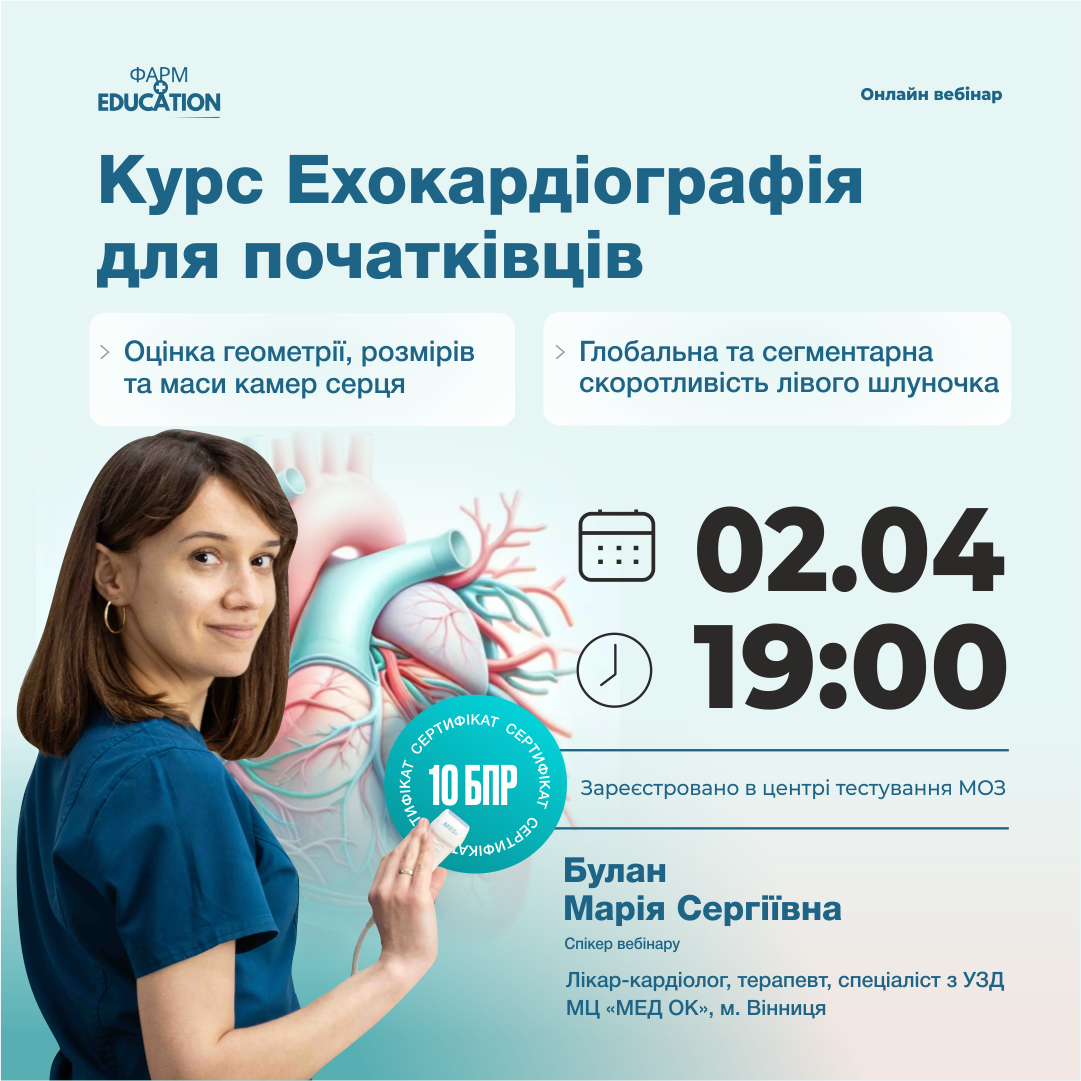 ФАРМ
EDUCATION
Онлайн вебінар
Курс Ехокардіографія
для початківців
Оцінка геометрії, розмірів
та маси камер серця
Глобальна та сегментарна
скоротливість лівого шлуночка
02.04
19:00
СЕРТИФІКАТ СЕРТИФІКАТ СЕРТИФІКАТ ТИФІКАТ
10 БПР
Зареєстровано в центрі тестування МОЗ
Булан
Марія Сергіївна
Спікер вебінару
Лікар-кардіолог, терапевт, спеціаліст з УЗД
МЦ «МЕД ОК», м. Вінниця